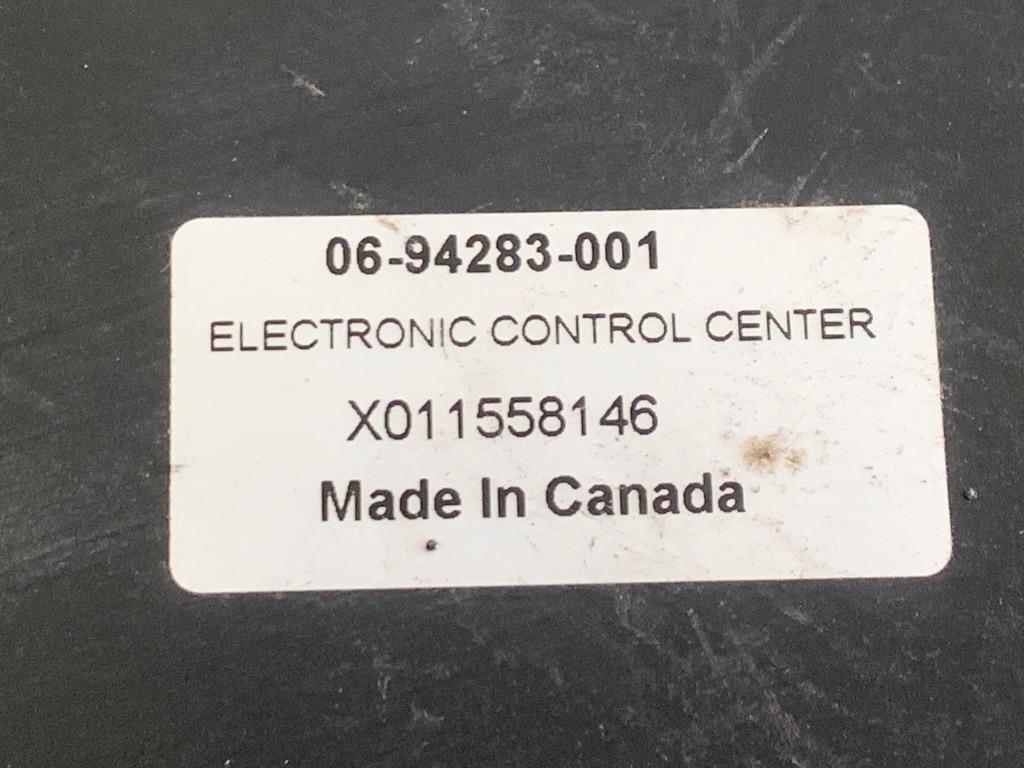 06-94283-001
ELECTRONIC CONTROL CENTER
X011558146
Made In Canada